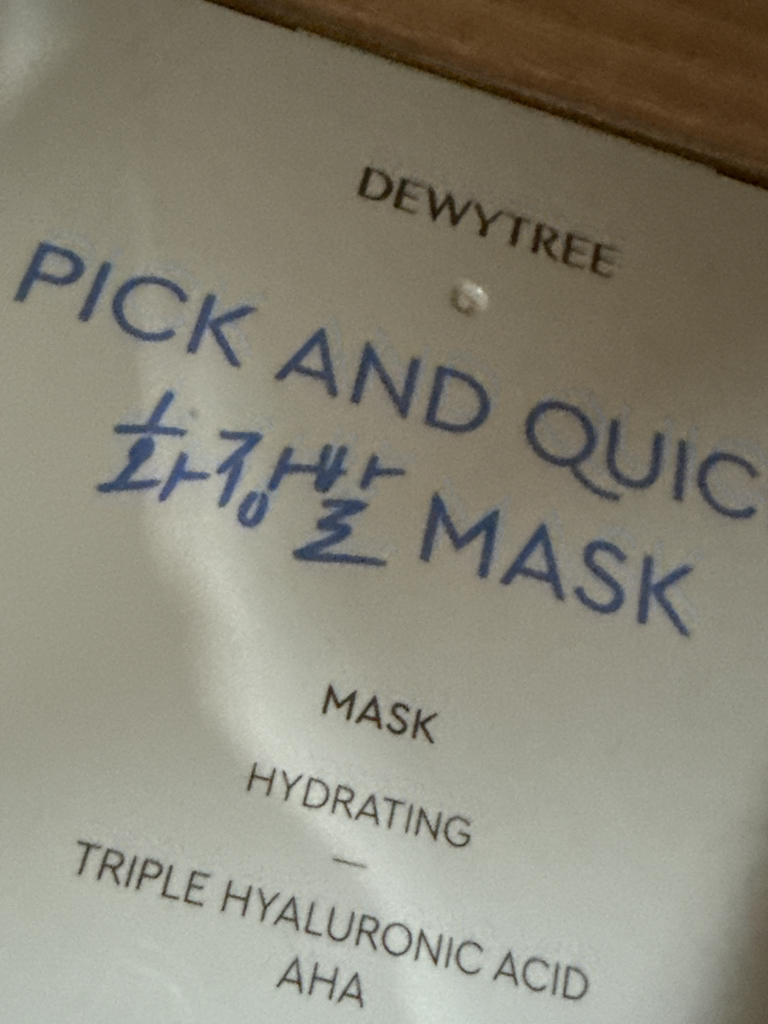 DEWYTREE
PICK AND QUIC
화장발 MASK
MASK
HYDRATING
—
TRIPLE HYALURONIC ACID
AHA